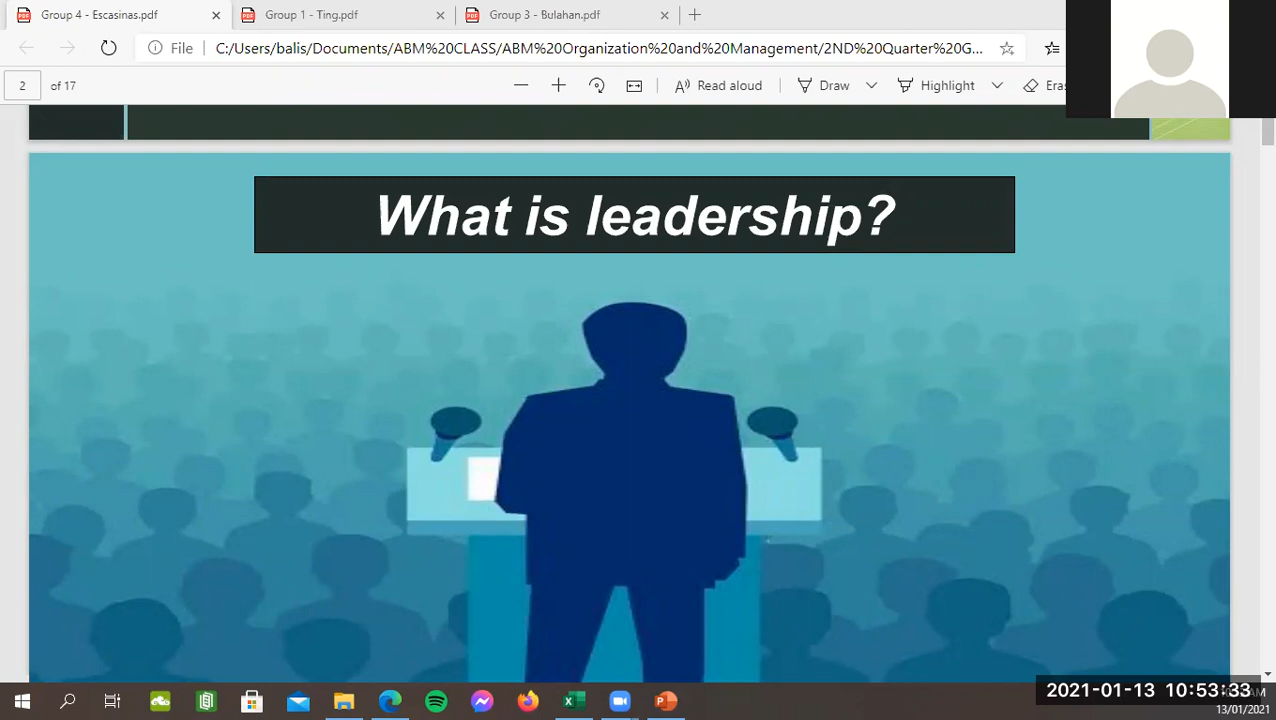 Group 4 - Escasinas.pdf
Group 1 - Ting.pdf
Group 3 - Bulahan.pdf
File C:/Users/balis/Documents/ABM%20CLASS/ABM%20Organization%20and%20Management/2ND%20Quarter%20G...
2 of 17
Read aloud
Draw
Highlight
What is leadership?
2021-01-13 10:53:33
13/01/2021